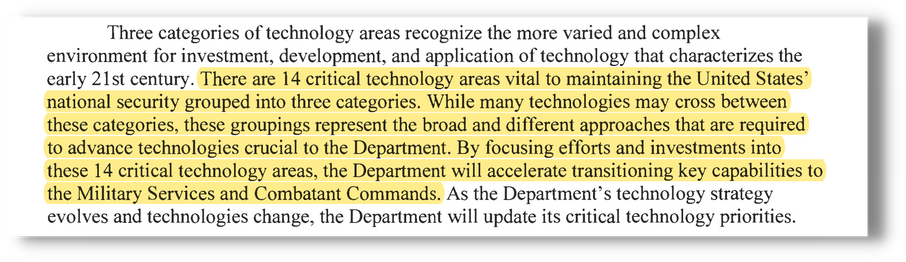 Three categories of technology areas recognize the more varied and complex
environment for investment, development, and application of technology that characterizes the
early 21st century. There are 14 critical technology areas vital to maintaining the United States’
national security grouped into three categories. While many technologies may cross between
these categories, these groupings represent the broad and different approaches that are required
to advance technologies crucial to the Department. By focusing efforts and investments into
these 14 critical technology areas, the Department will accelerate transitioning key capabilities to
the Military Services and Combatant Commands. As the Department’s technology strategy
evolves and technologies change, the Department will update its critical technology priorities.